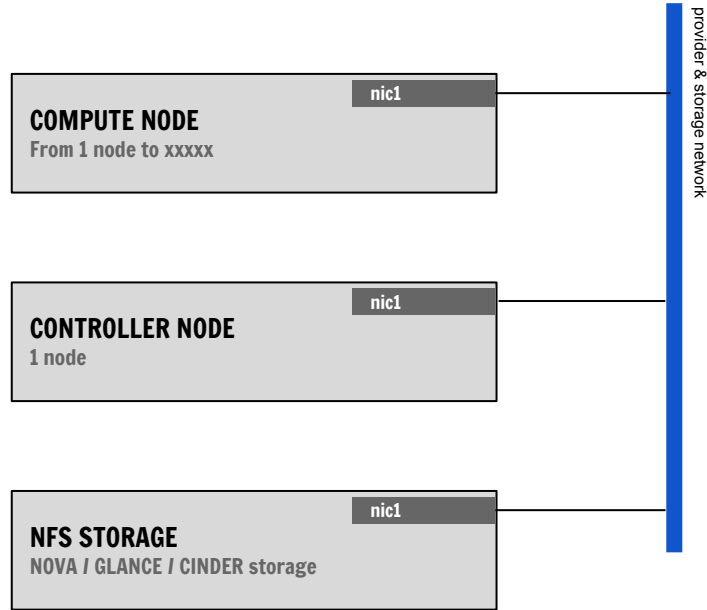 provider & storage network
nic1
COMPUTE NODE
From 1 node to xxxxx
nic1
CONTROLLER NODE
1 node
nic1
NFS STORAGE
NOVA / GLANCE / CINDER storage